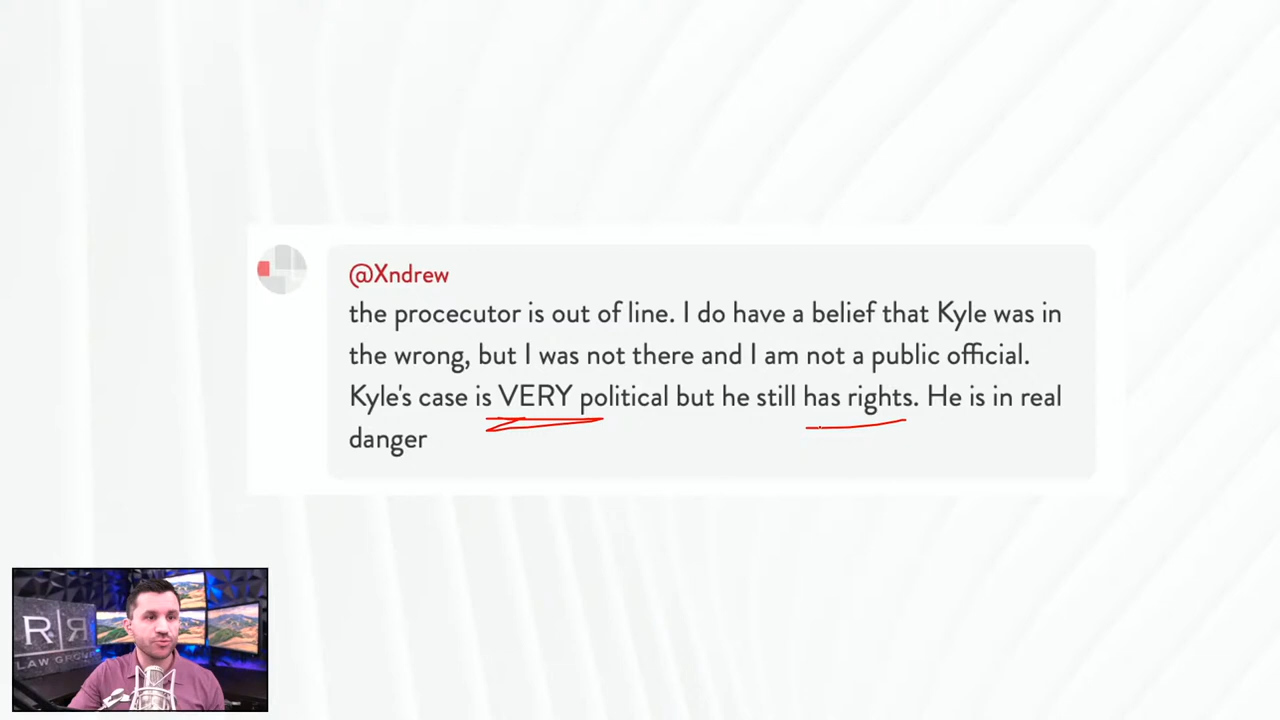 @Xndrew
the procecutor is out of line. I do have a belief that Kyle was in
the wrong, but I was not there and I am not a public official.
Kyle's case is VERY political but he still has rights. He is in real
danger
R|R
LAW GROUP